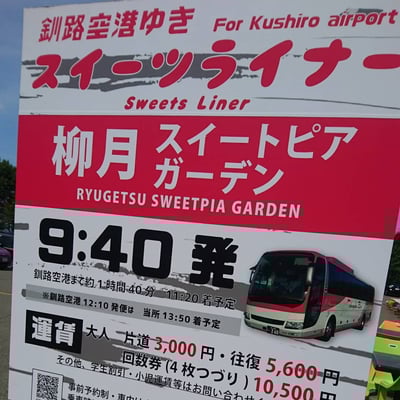 釧路空港ゆき For Kushiro airport
スイーツライナー
Sweets Liner
柳月 スイートピア
ガーデン
RYUGETSU SWEETPIA GARDEN
9:40 発
釧路空港まで約1時間40分 11:20着予定
※釧路空港 12:10発便は 当所 13:50 着予定
運賃 大人 片道 3,000円・往復 5,600円
回数券(4枚つづり) 10,500円
その他、学生割引・小児運賃等はお問い合わせ
事前予約制・車内